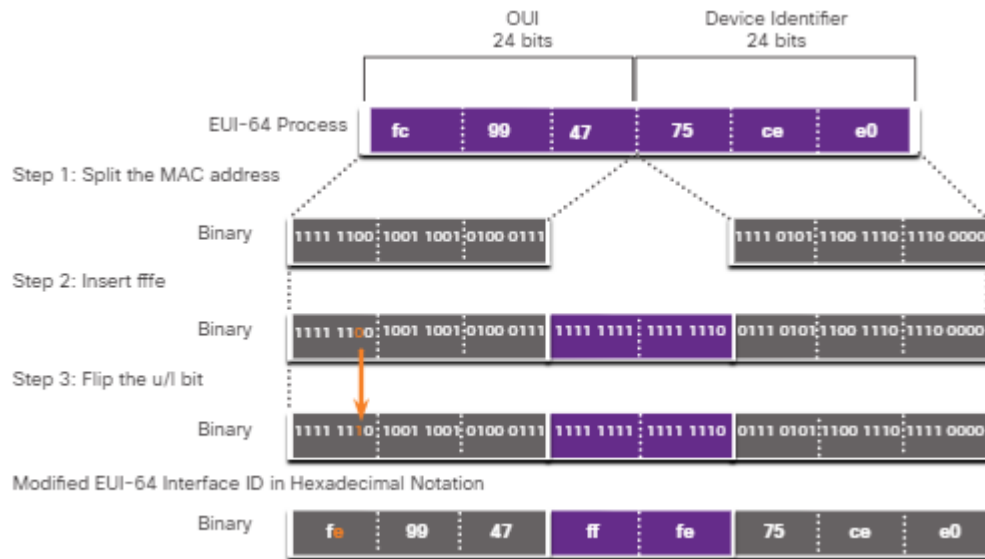 OUI Device Identifier
24 bits 24 bits
EUI-64 Process fc 99 47 75 ce e0
Step 1: Split the MAC address
Binary 1111 1100 1001 1001 0100 0111 1111 0101 1100 1110 1110 0000
Step 2: Insert fffe
Binary 1111 1100 1001 1001 0100 0111 1111 1111 1111 1110 0111 0101 1100 1110 1110 0000
Step 3: Flip the u/l bit
Binary 1111 1110 1001 1001 0100 0111 1111 1111 1111 1110 0111 0101 1100 1110 1111 0000
Modified EUI-64 Interface ID in Hexadecimal Notation
Binary fe 99 47 ff fe 75 ce e0